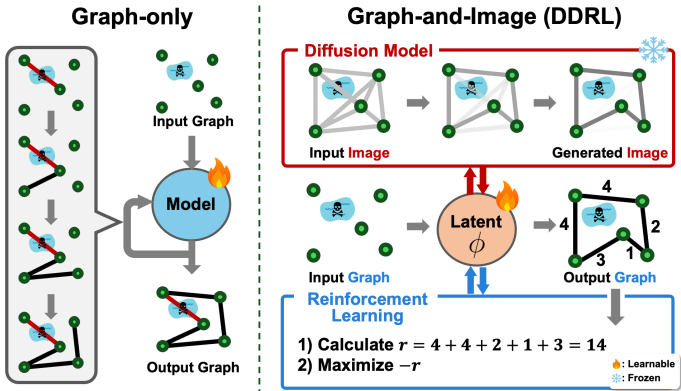 Graph-only
Input Graph
Model
Output Graph
Graph-and-Image (DDRL)
Diffusion Model
Input Image
Generated Image
Input Graph
Latent
ϕ
4
4
2
3
1
Output Graph
Reinforcement
Learning
1) Calculate r = 4 + 4 + 2 + 1 + 3 = 14
2) Maximize −r
: Learnable
: Frozen